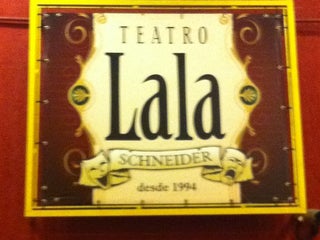 TEATRO
Lala
SCHNEIDER
desde 1994